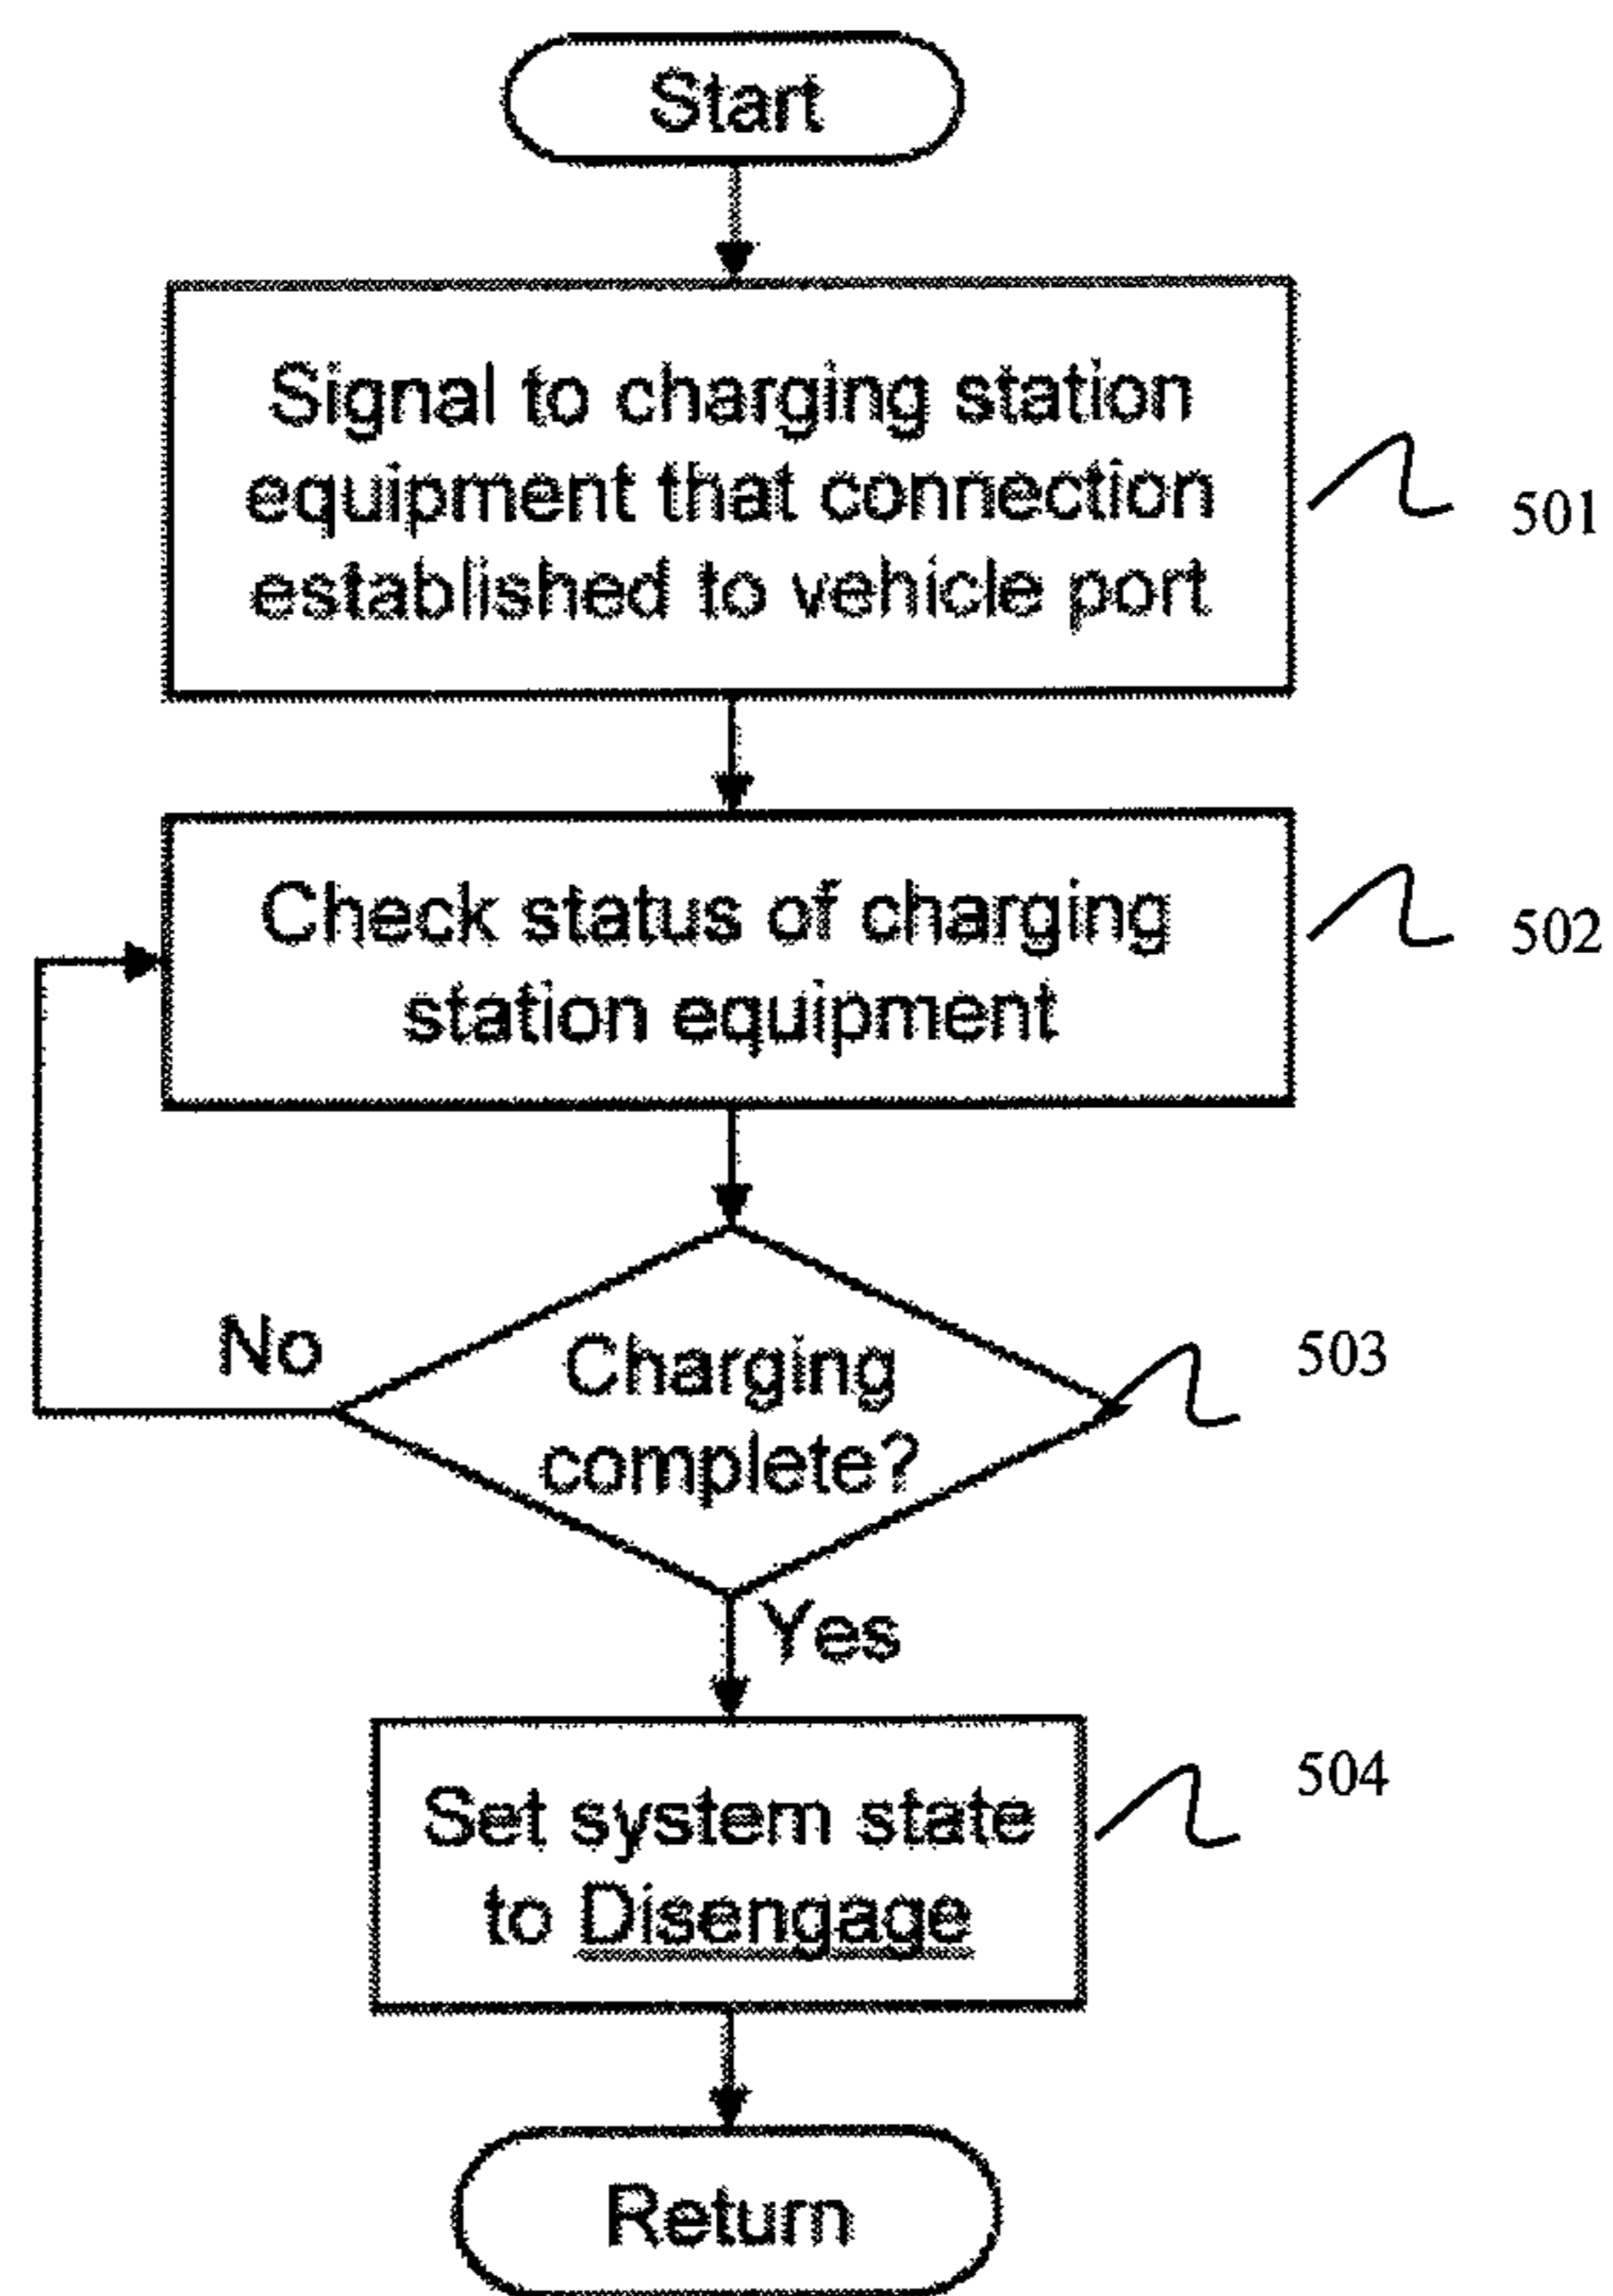 Start
Signal to charging station
equipment that connection
established to vehicle port
501
Check status of charging
station equipment
502
No
Charging
complete?
503
Yes
Set system state
to Disengage
504
Return